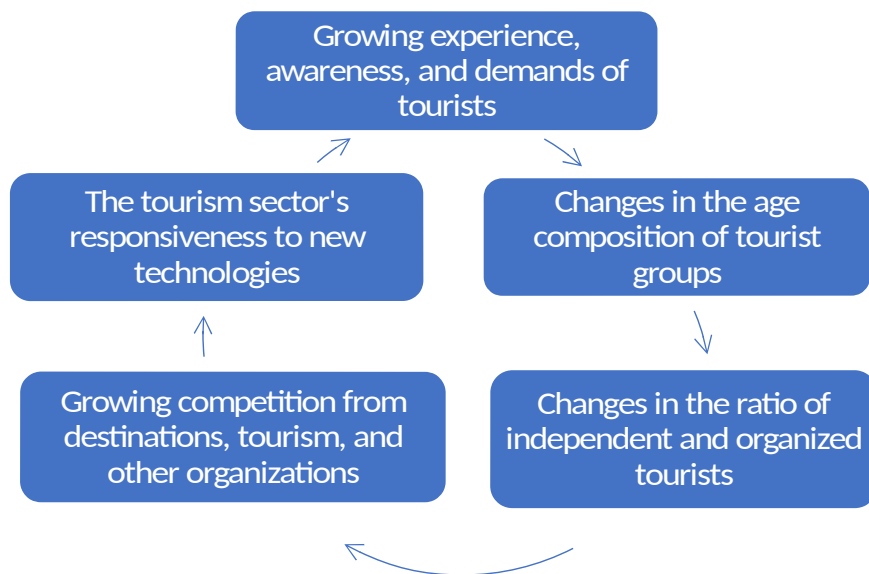 Growing experience,
awareness, and demands of
tourists
The tourism sector's
responsiveness to new
technologies
Changes in the age
composition of tourist
groups
Growing competition from
destinations, tourism, and
other organizations
Changes in the ratio of
independent and organized
tourists